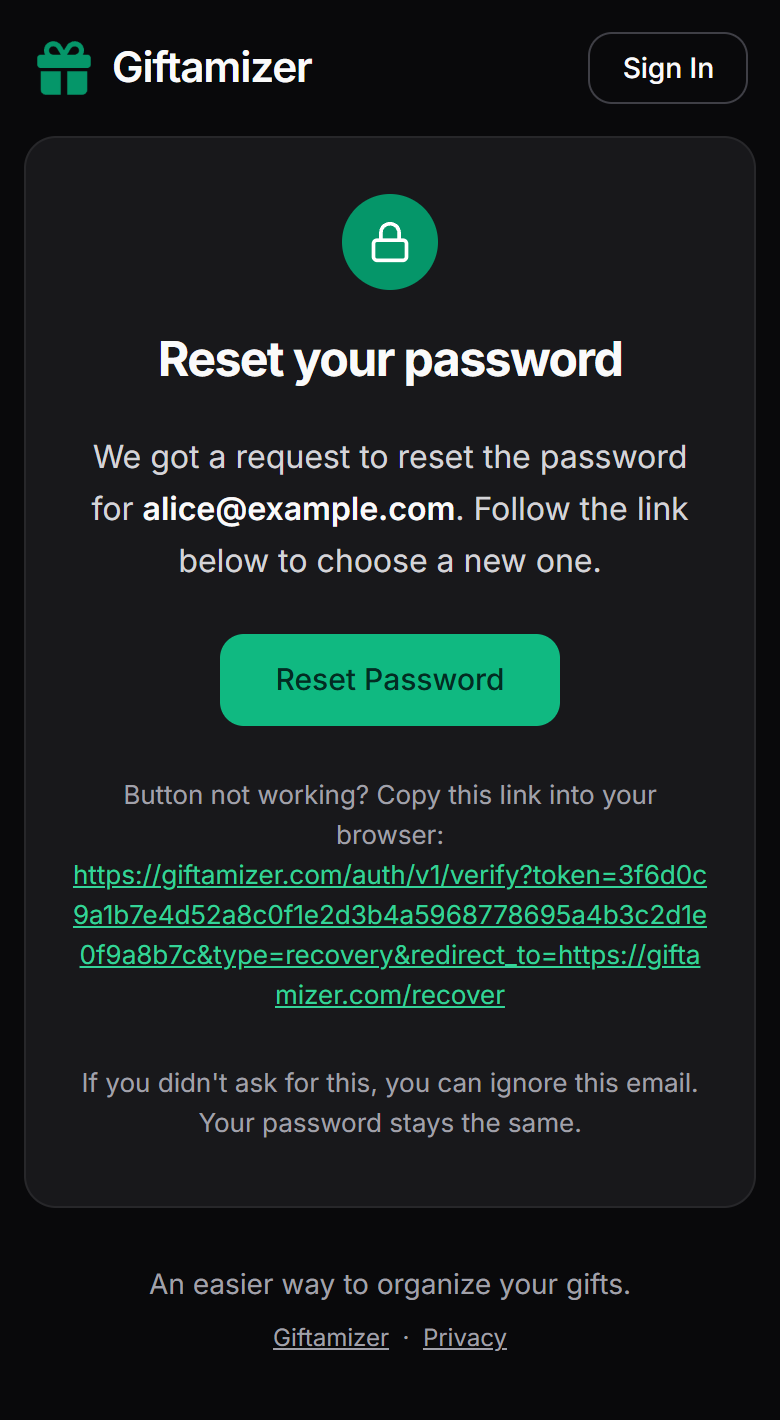 Giftamizer
Sign In
Reset your password
We got a request to reset the password
for alice@example.com. Follow the link
below to choose a new one.
Reset Password
Button not working? Copy this link into your
browser:
https://giftamizer.com/auth/v1/verify?token=3f6d0c
9a1b7e4d52a8c0f1e2d3b4a5968778695a4b3c2d1e
0f9a8b7c&type=recovery&redirect_to=https://gifta
mizer.com/recover
If you didn't ask for this, you can ignore this email.
Your password stays the same.
An easier way to organize your gifts.
Giftamizer · Privacy